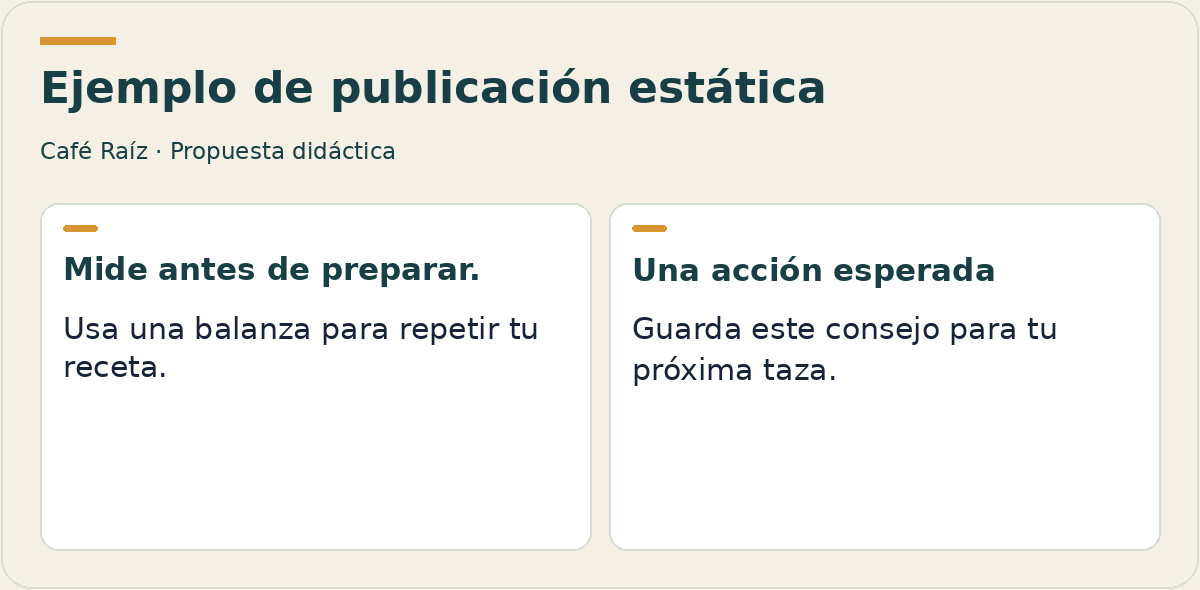 Ejemplo de publicación estática
Café Raíz · Propuesta didáctica
Mide antes de preparar.
Usa una balanza para repetir tu
receta.
Una acción esperada
Guarda este consejo para tu
próxima taza.